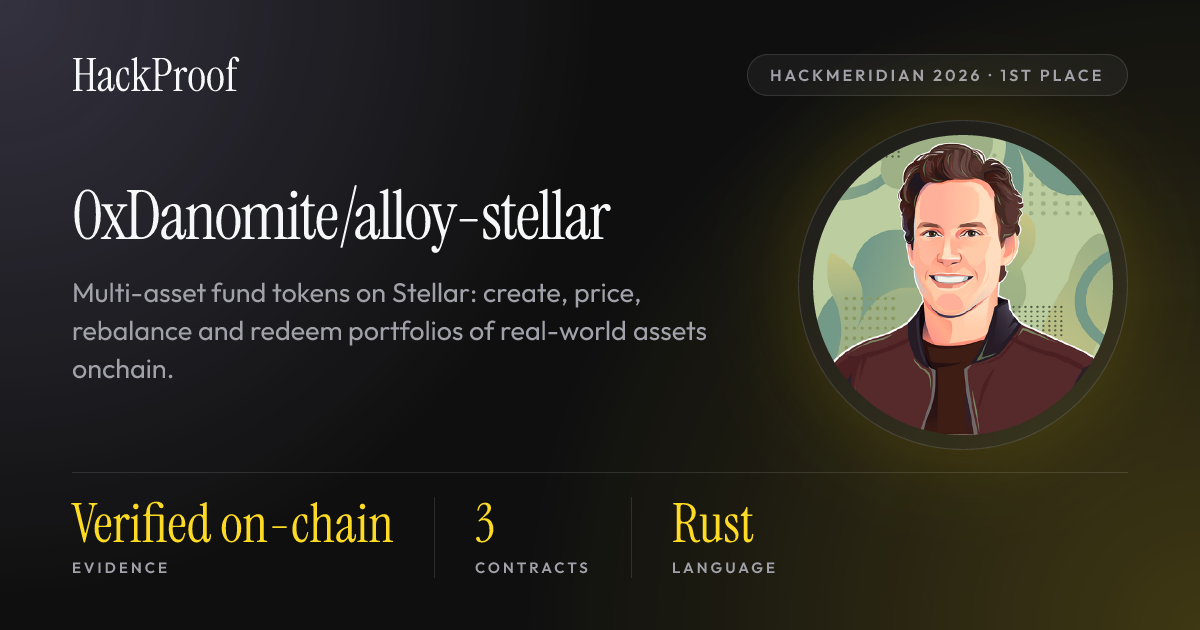 HackProof
HACKMERIDIAN 2026 · 1ST PLACE
0xDanomite/alloy-stellar
Multi-asset fund tokens on Stellar: create, price,
rebalance and redeem portfolios of real-world assets
onchain.
Verified on-chain
EVIDENCE
3
CONTRACTS
Rust
LANGUAGE